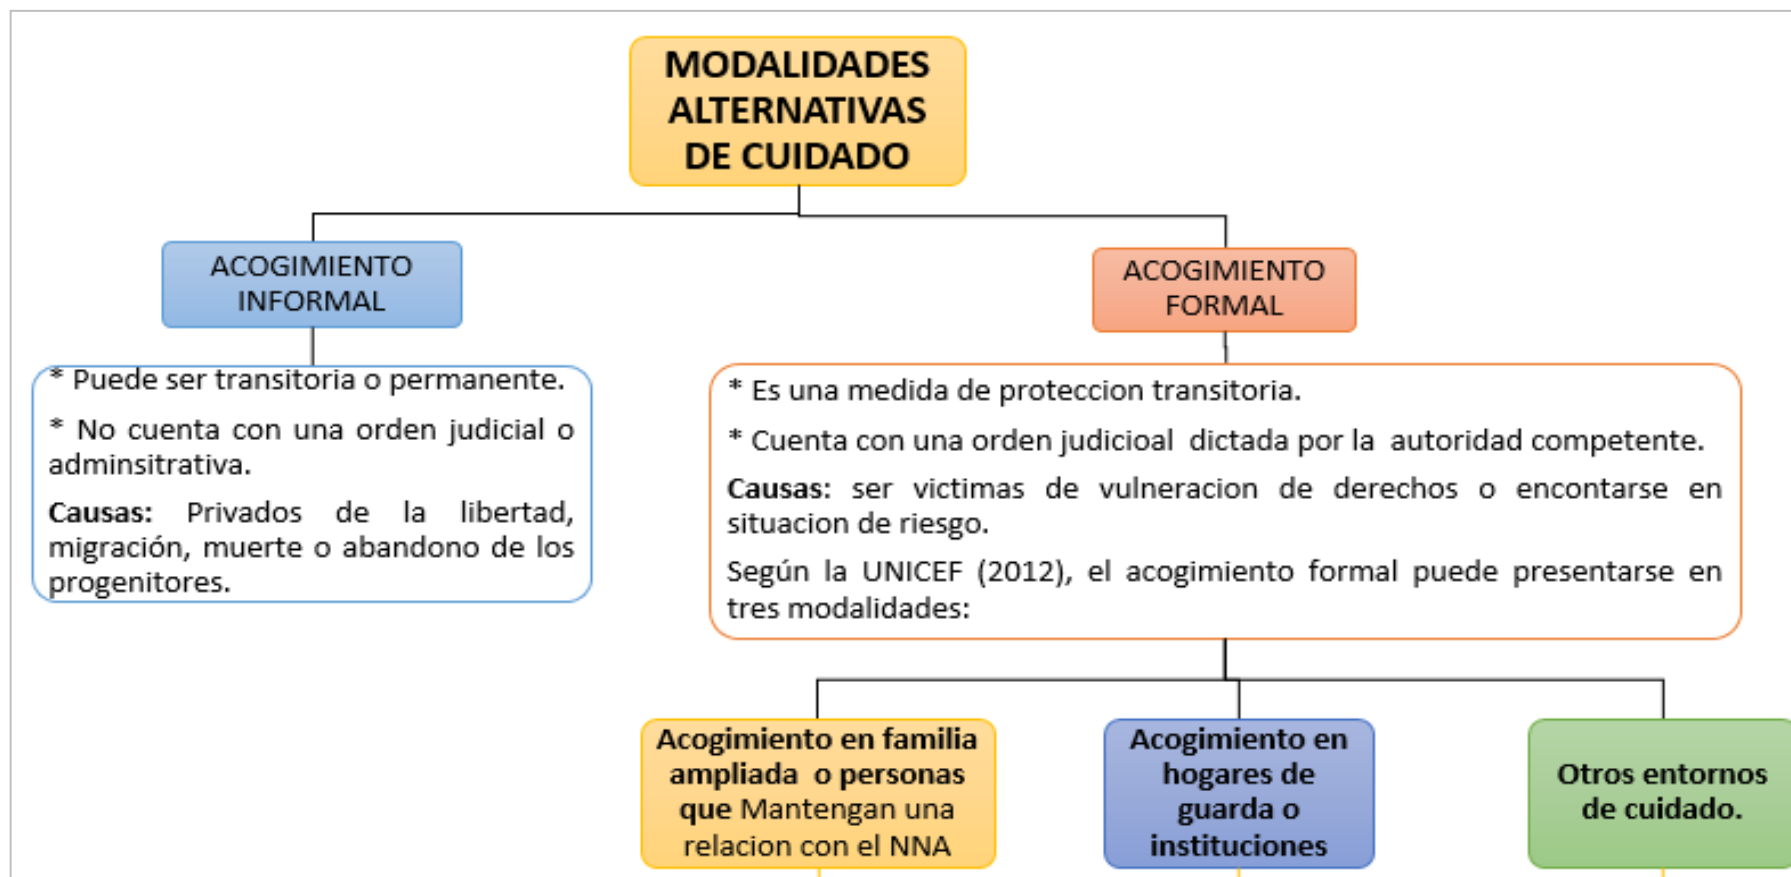 MODALIDADES
ALTERNATIVAS
DE CUIDADO
ACOGIMIENTO
INFORMAL
* Puede ser transitoria o permanente.
* No cuenta con una orden judicial o
adminsitrativa.
Causas: Privados de la libertad,
migración, muerte o abandono de los
progenitores.
ACOGIMIENTO
FORMAL
* Es una medida de proteccion transitoria.
* Cuenta con una orden judicioal dictada por la autoridad competente.
Causas: ser victimas de vulneracion de derechos o encontarse en
situacion de riesgo.
Según la UNICEF (2012), el acogimiento formal puede presentarse en
tres modalidades:
Acogimiento en familia
ampliada o personas
que Mantengan una
relacion con el NNA
Acogimiento en
hogares de
guarda o
instituciones
Otros entornos
de cuidado.